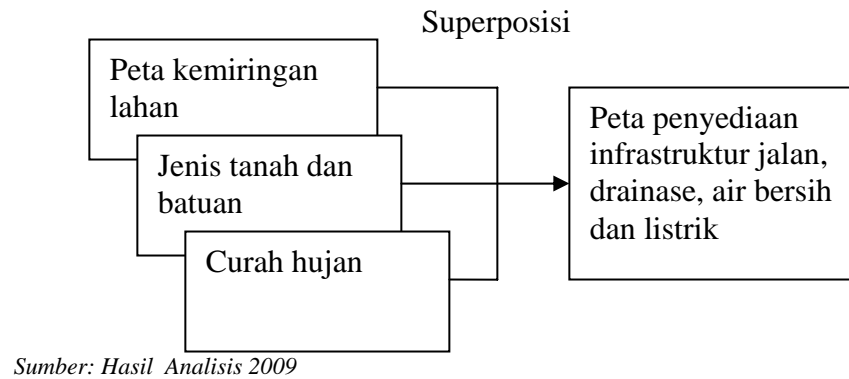 Superposisi
Peta kemiringan
lahan
Jenis tanah dan
batuan
Curah hujan
Peta penyediaan
infrastruktur jalan,
drainase, air bersih
dan listrik
Sumber: Hasil Analisis 2009